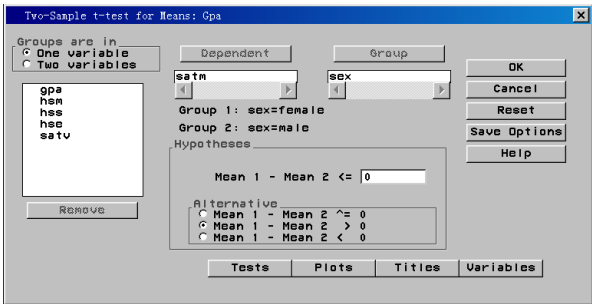 Two-Sample t-test for Means: Gpa
Groups are in
One variable
Two variables
gpa
hsm
hss
hse
satv
Remove
Dependent
Group
satm
sex
Group 1: sex=female
Group 2: sex=male
Hypotheses
Mean 1 - Mean 2 <= 0
Alternative
Mean 1 - Mean 2 ^= 0
Mean 1 - Mean 2 > 0
Mean 1 - Mean 2 < 0
OK
Cancel
Reset
Save Options
Help
Tests
Plots
Titles
Variables